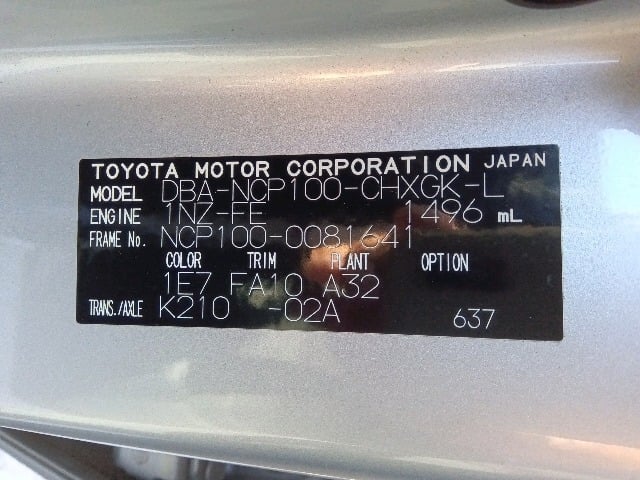 TOYOTA MOTOR CORPORATION JAPAN
MODEL DBA-NCP100-CHXGK-L
ENGINE 1NZ-FE 1496 mL
FRAME No. NCP100-0081641
COLOR TRIM PLANT OPTION
1E7 FA10 A32
TRANS./AXLE K210 -02A 637